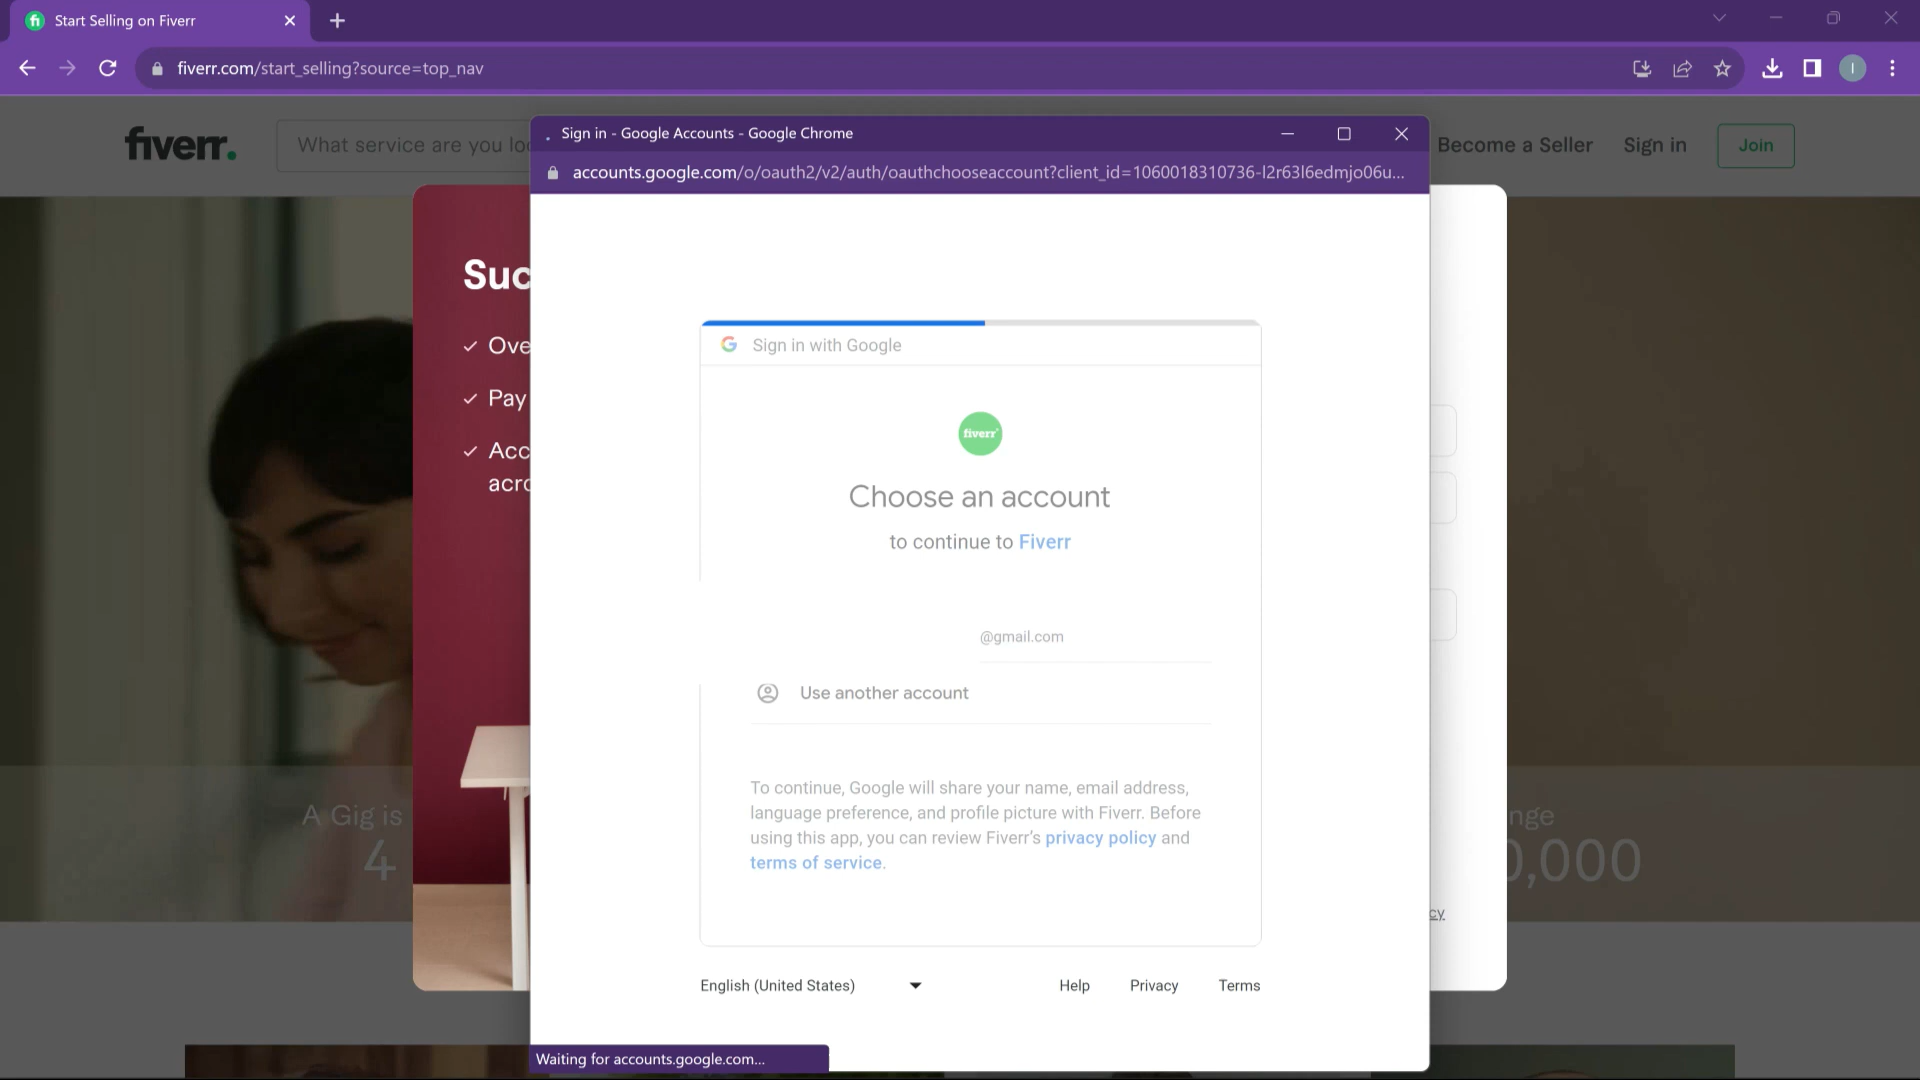 Start Selling on Fiverr
fiverr.com/start_selling?source=top_nav
I
fiverr.
What service are you loo
Become a Seller
Sign in
Join
Sign in - Google Accounts - Google Chrome
accounts.google.com/o/oauth2/v2/auth/oauthchooseaccount?client_id=1060018310736-l2r63l6edmjo06u...
Suc
Ove
Pay
Acc
acro
Sign in with Google
fiverr
Choose an account
to continue to Fiverr
@gmail.com
Use another account
To continue, Google will share your name, email address,
language preference, and profile picture with Fiverr. Before
using this app, you can review Fiverr's privacy policy and
terms of service.
A Gig is
4
nge
0,000
cy.
English (United States)
Help
Privacy
Terms
Waiting for accounts.google.com...